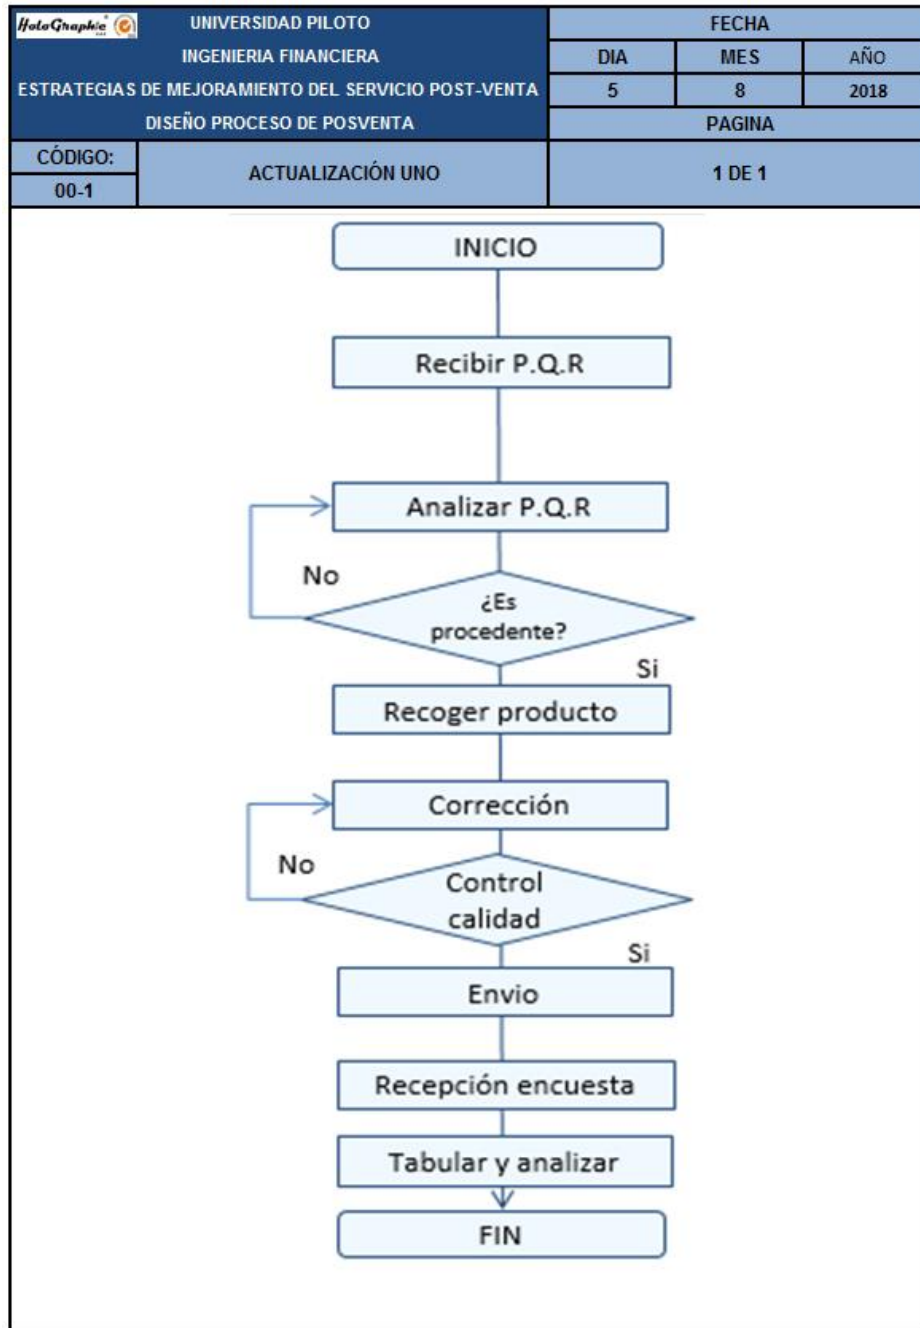 HoloGraphic
UNIVERSIDAD PILOTO
INGENIERIA FINANCIERA
ESTRATEGIAS DE MEJORAMIENTO DEL SERVICIO POST-VENTA
DISEÑO PROCESO DE POSVENTA
FECHA
DIA MES AÑO
5 8 2018
PAGINA
CÓDIGO:
00-1
ACTUALIZACIÓN UNO
1 DE 1
INICIO
Recibir P.Q.R
Analizar P.Q.R
No
¿Es
procedente?
Si
Recoger producto
Corrección
No
Control
calidad
Si
Envio
Recepción encuesta
Tabular y analizar
FIN